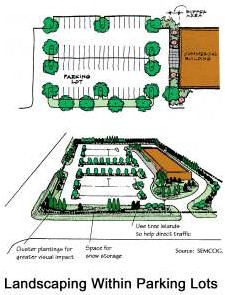 BUFFER
AREA
COMMERCIAL
BUILDING
PARKING
LOT
Use tree islands
to help direct traffic
Cluster plantings for
greater visual impact
Space for
snow storage
Source: SEMCOG.
Landscaping Within Parking Lots